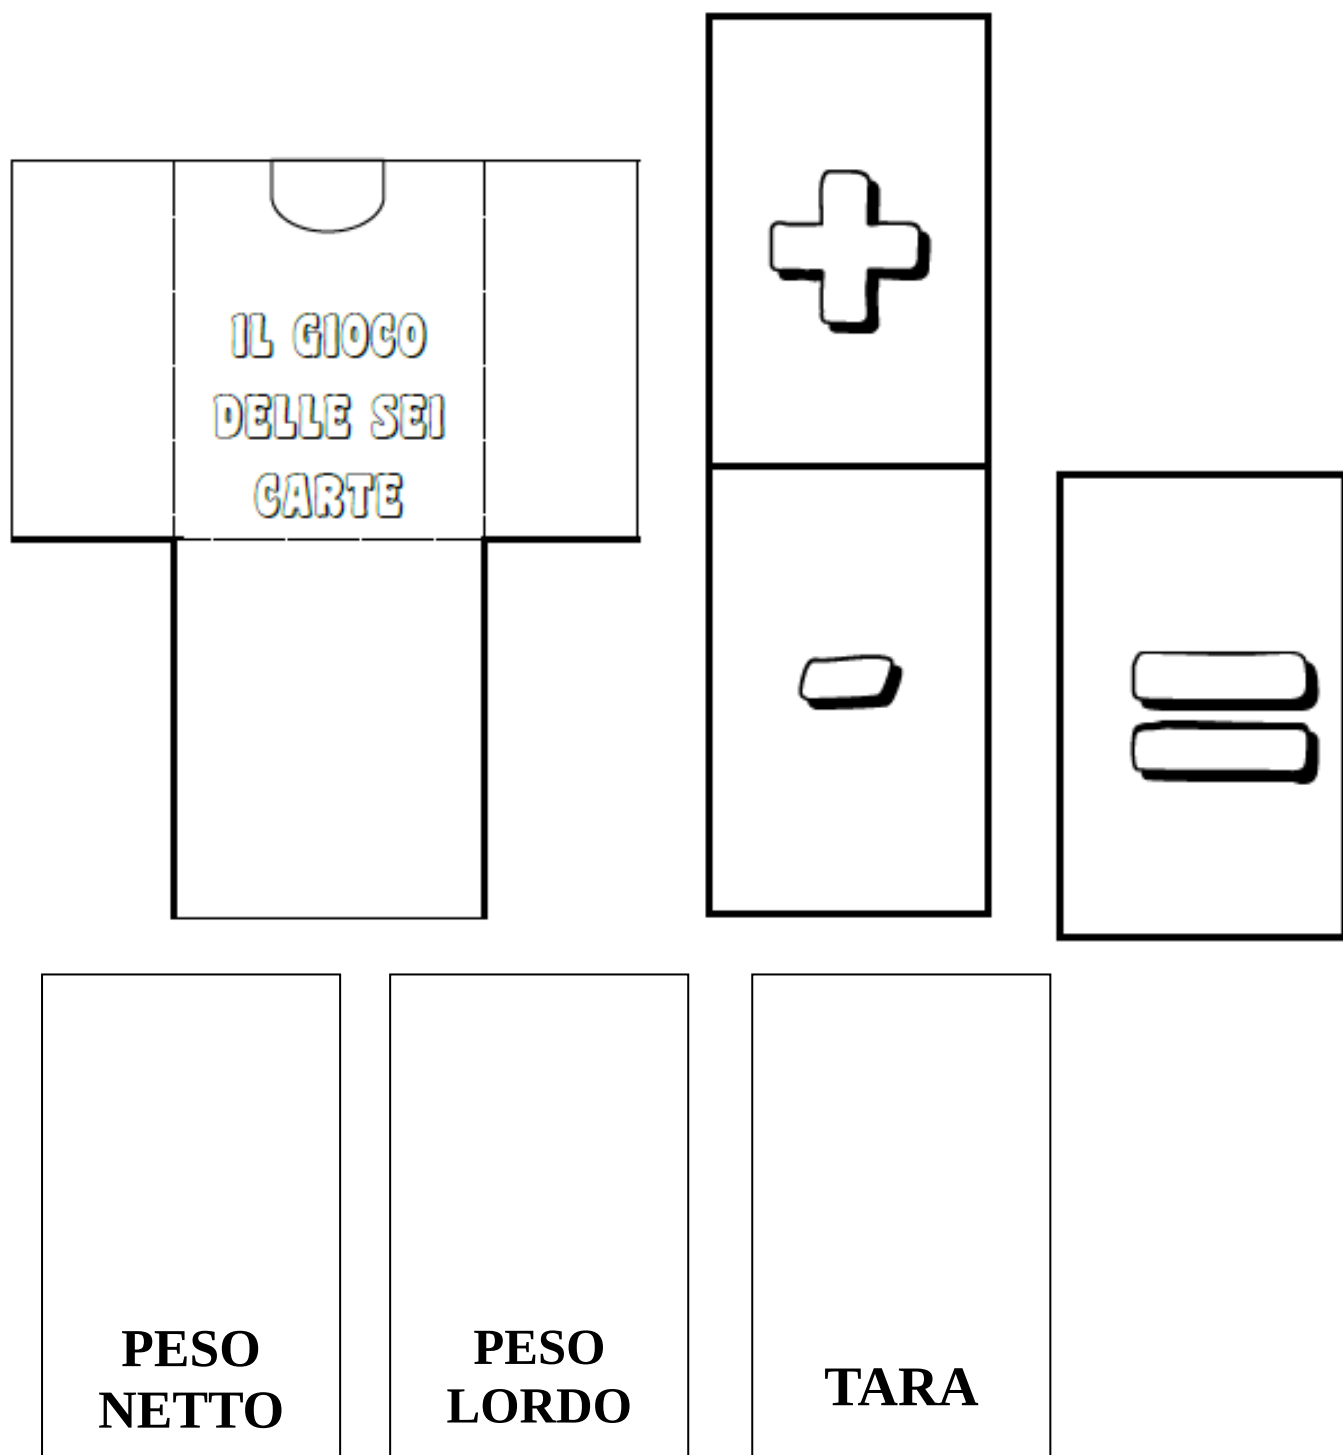 IL GIOCO
DELLE SEI
CARTE
+
-
=
PESO
NETTO
PESO
LORDO
TARA